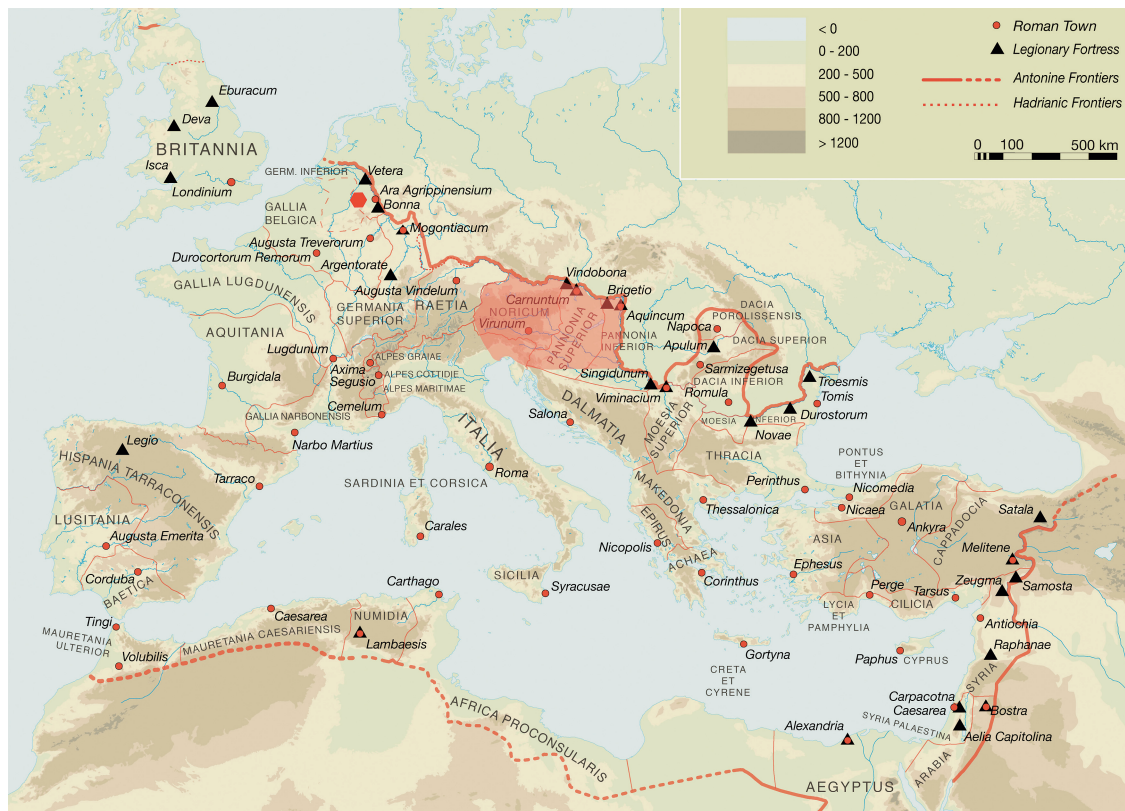 < 0
0 - 200
200 - 500
500 - 800
800 - 1200
> 1200
Roman Town
Legionary Fortress
Antonine Frontiers
Hadrianic Frontiers
0 100 500 km
Eburacum
Deva
BRITANNIA
Isca
Londinium
GERM. INFERIOR
Vetera
Ara Agrippinensium
Bonna
GALLIA
BELGICA
Mogontiacum
Augusta Treverorum
Durocortorum Remorum
Argentorate
GALLIA LUGDUNENSIS
Augusta Vindelum
GERMANIA
SUPERIOR
RAETIA
Vindobona
Carnuntum
NORICUM
Virunum
Brigetio
Aquincum
PANNONIA
SUPERIOR
PANNONIA
INFERIOR
DACIA
POROLISSENSIS
Napoca
DACIA SUPERIOR
Apulum
AQUITANIA
Lugdunum
ALPES GRAIAE
Axima
Segusio
ALPES COTTIDIE
ALPES MARITIMAE
Burgidala
Cemelum
GALLIA NARBONENSIS
Narbo Martius
Singidunum
Viminacium
Sarmizegetusa
DACIA INFERIOR
Romula
Troesmis
Tomis
Durostorum
MOESIA INFERIOR
Novae
MOESIA
SUPERIOR
DALMATIA
Salona
ITALIA
Roma
THRACIA
PONTUS
ET
BITHYNIA
Perinthus
Nicomedia
Nicaea
GALATIA
Ankyra
CAPPADOCIA
Satala
Melitene
Legio
HISPANIA TARRACONENSIS
Tarraco
LUSITANIA
Augusta Emerita
Corduba
BAETICA
SARDINIA ET CORSICA
Carales
MAKEDONIA
Thessalonica
EPIRUS
Nicopolis
ACHAEA
Corinthus
ASIA
Ephesus
Zeugma
Samosta
Perge
Tarsus
CILICIA
LYCIA
ET
PAMPHYLIA
Antiochia
SICILIA
Syracusae
Carthago
Tingi
Caesarea
NUMIDIA
Lambaesis
MAURETANIA
ULTERIOR
MAURETANIA CAESARIENSIS
Volubilis
Gortyna
CRETA
ET
CYRENE
Paphus
CYPRUS
Raphanae
SYRIA
Carpacotna
Caesarea
Bostra
SYRIA PALAESTINA
Aelia Capitolina
Alexandria
ARABIA
AFRICA PROCONSULARIS
AEGYPTUS